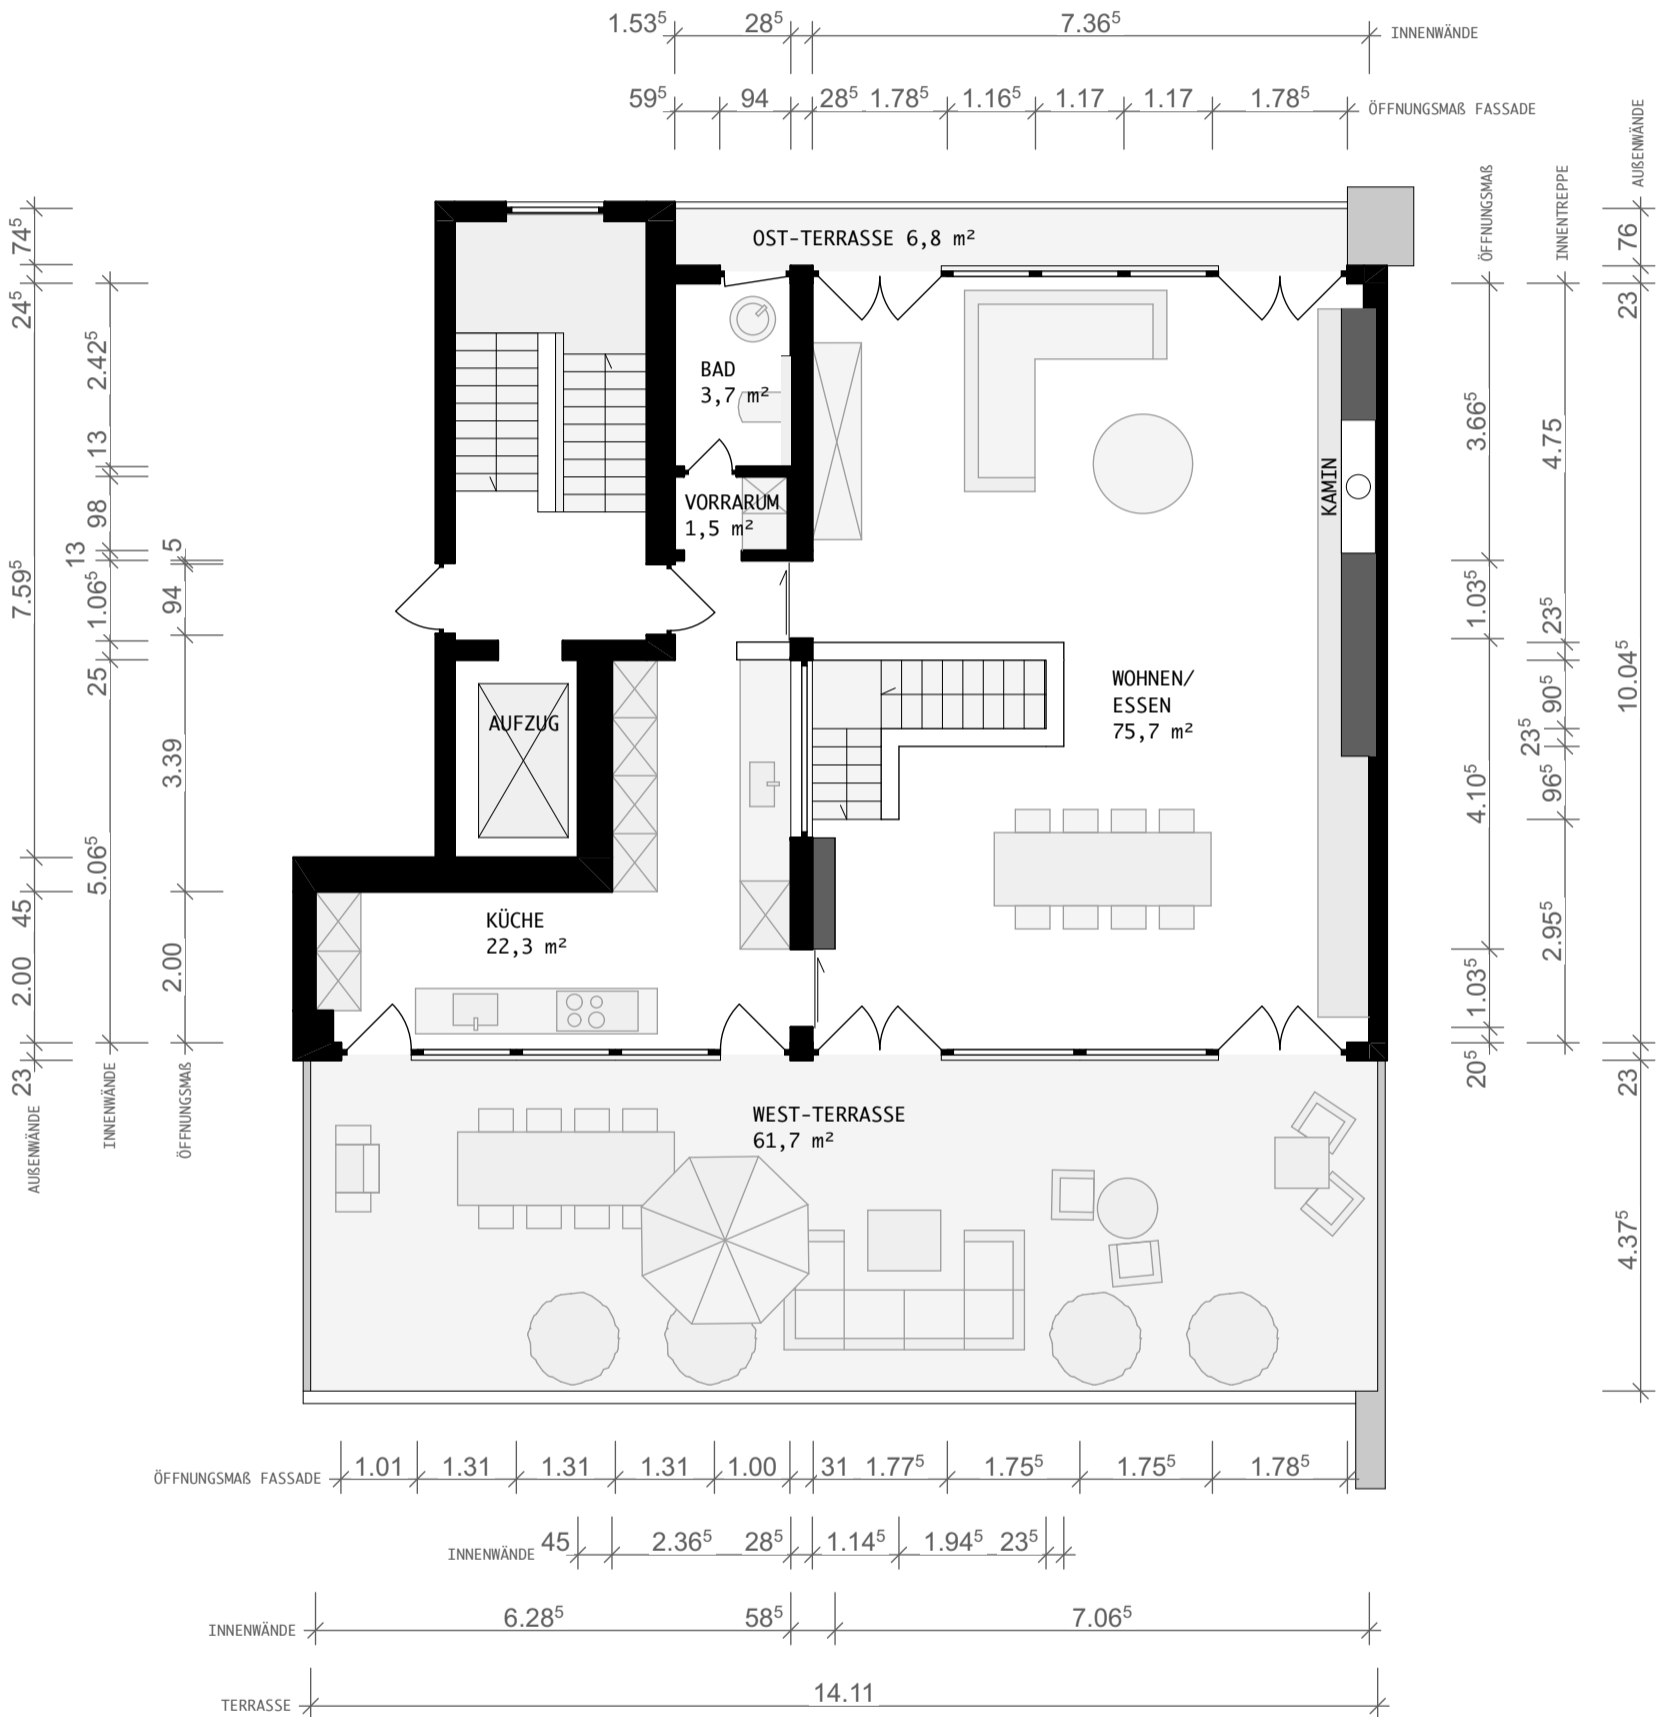 1.53⁵ 28⁵ 7.36⁵ INNENWÄNDE
59⁵ 94 28⁵ 1.78⁵ 1.16⁵ 1.17 1.17 1.78⁵ ÖFFNUNGSMAß FASSADE
74⁵
24⁵
7.59⁵
45
2.00
23
AUßENWÄNDE
2.42⁵
13
98
13
1.06⁵
25
5.06⁵
INNENWÄNDE
5
94
3.39
2.00
ÖFFNUNGSMAß
OST-TERRASSE 6,8 m²
BAD
3,7 m²
VORRARUM
1,5 m²
KAMIN
AUFZUG
WOHNEN/
ESSEN
75,7 m²
KÜCHE
22,3 m²
WEST-TERRASSE
61,7 m²
ÖFFNUNGSMAß
3.66⁵
1.03⁵
4.10⁵
1.03⁵
20⁵
INNENTREPPE
4.75
23⁵
90⁵
23⁵
96⁵
2.95⁵
AUßENWÄNDE
76
23
10.04⁵
23
4.37⁵
ÖFFNUNGSMAß FASSADE 1.01 1.31 1.31 1.31 1.00 31 1.77⁵ 1.75⁵ 1.75⁵ 1.78⁵
INNENWÄNDE 45 2.36⁵ 28⁵ 1.14⁵ 1.94⁵ 23⁵
INNENWÄNDE 6.28⁵ 58⁵ 7.06⁵
TERRASSE 14.11